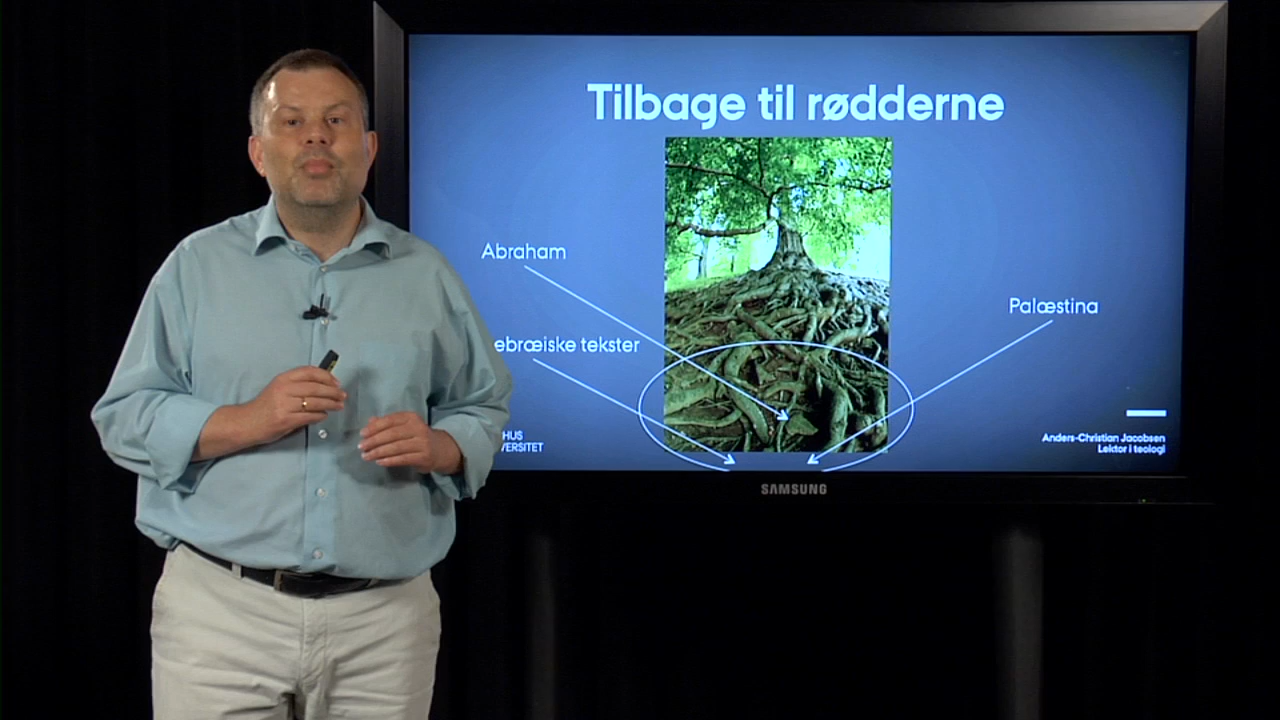 Tilbage til rødderne
Abraham
Palæstina
ebræiske tekster
HUS
VERSITET
Anders-Christian Jacobsen
Lektor i teologi
SAMSUNG